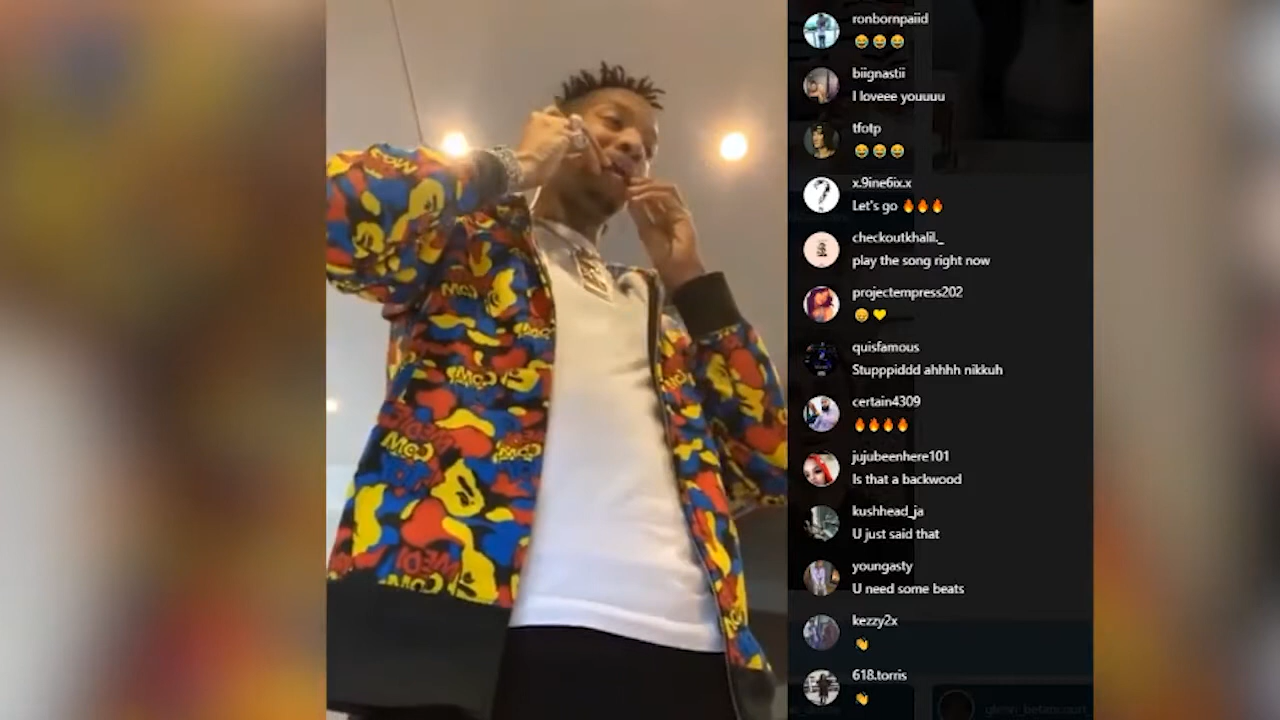 ronbornpaiid
😂😂😂
biignastii
I loveee youuuu
tfotp
😂😂😂
x.9ine6ix.x
Let's go 🔥🔥🔥
checkoutkhalil._
play the song right now
projectempress202
quisfamous
Stupppiddd ahhhh nikkuh
certain4309
🔥🔥🔥🔥
jujubeenhere101
Is that a backwood
kushhead_ja
U just said that
youngasty
U need some beats
kezzy2x
👏
618.torris
👏